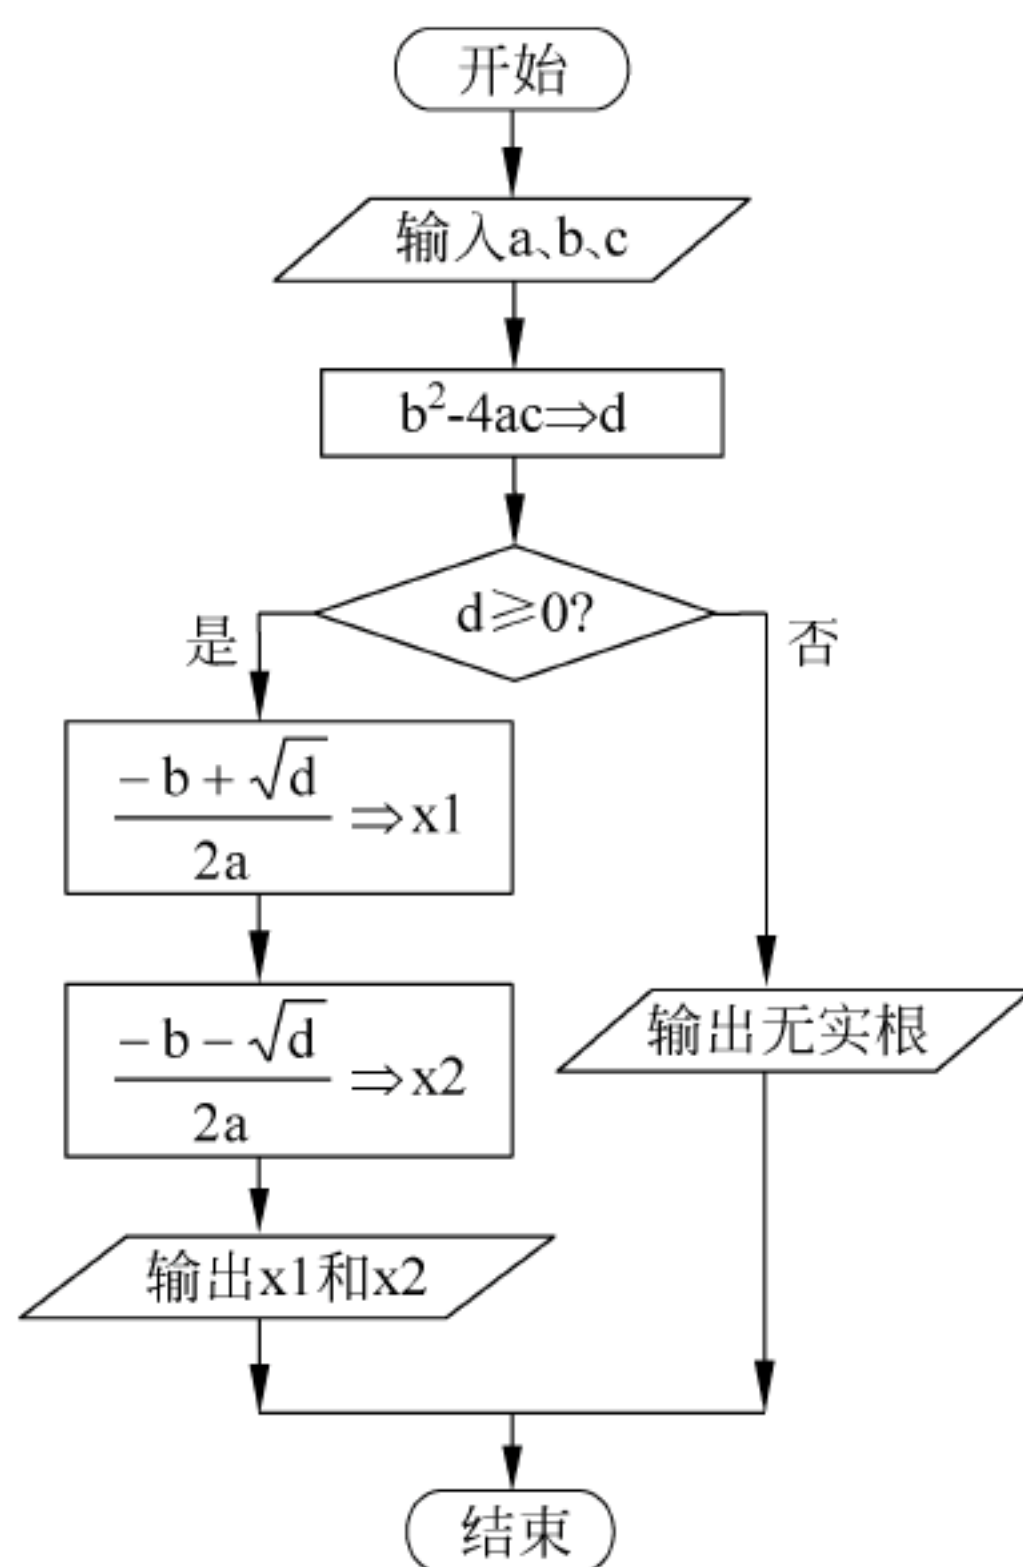 开始
输入a、b、c
b²-4ac⇒d
d≥0?
是
否
(-b+√d)/2a ⇒x1
(-b-√d)/2a ⇒x2
输出无实根
输出x1和x2
结束